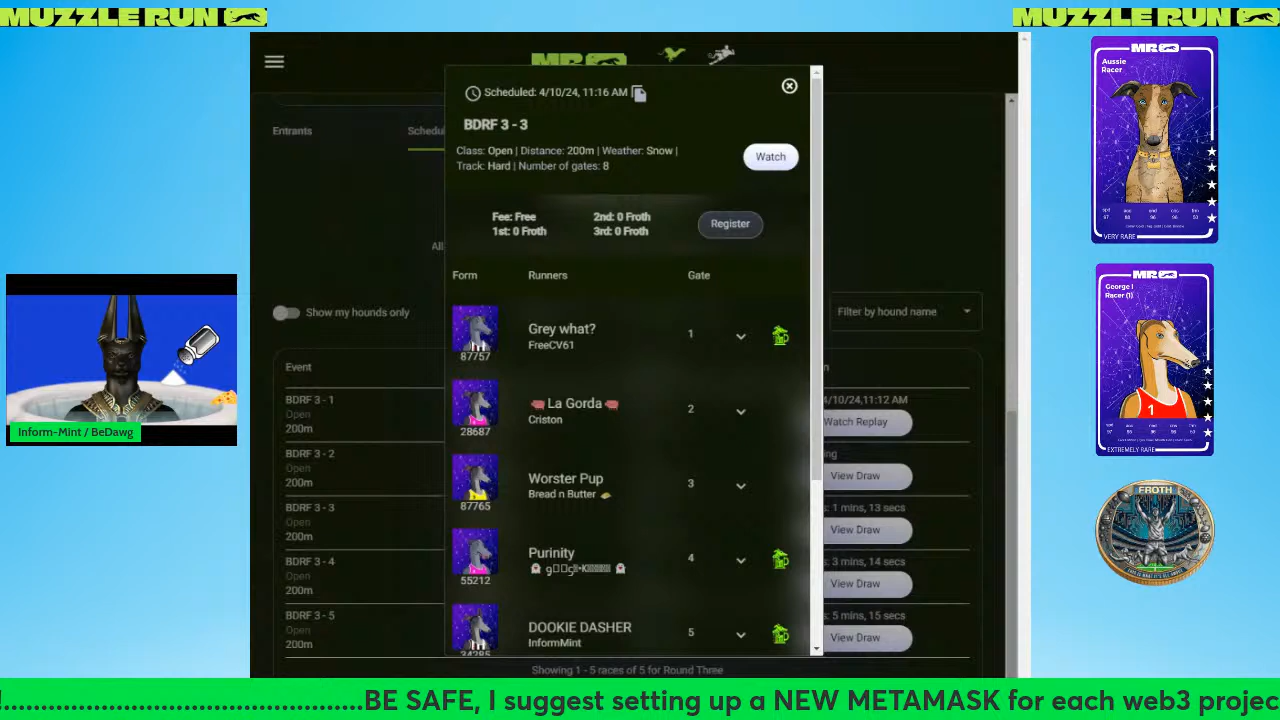 MUZZLE RUN
MUZZLE RUN
Scheduled: 4/10/24, 11:16 AM
BDRF 3 - 3
Class: Open | Distance: 200m | Weather: Snow |
Track: Hard | Number of gates: 8
Watch
Fee: Free
1st: 0 Froth
2nd: 0 Froth
3rd: 0 Froth
Register
Form Runners Gate
87757 Grey what? 1
FreeCV61
28687 La Gorda 2
Criston
87765 Worster Pup 3
Bread n Butter
55212 Purinity 4
DOOKIE DASHER 5
InformMint
Entrants
Show my hounds only
Filter by hound name
Event
BDRF 3 - 1
Open
200m
4/10/24,11:12 AM
Watch Replay
BDRF 3 - 2
Open
200m
View Draw
BDRF 3 - 3
Open
200m
: 1 mins, 13 secs
View Draw
BDRF 3 - 4
Open
200m
: 3 mins, 14 secs
View Draw
BDRF 3 - 5
Open
200m
: 5 mins, 15 secs
View Draw
Showing 1 - 5 races of 5 for Round Three
Inform-Mint / BeDawg
MR
Aussie
Racer
VERY RARE
MR
George I
Racer (1)
1
EXTREMELY RARE
FROTH
BE SAFE, I suggest setting up a NEW METAMASK for each web3 projec